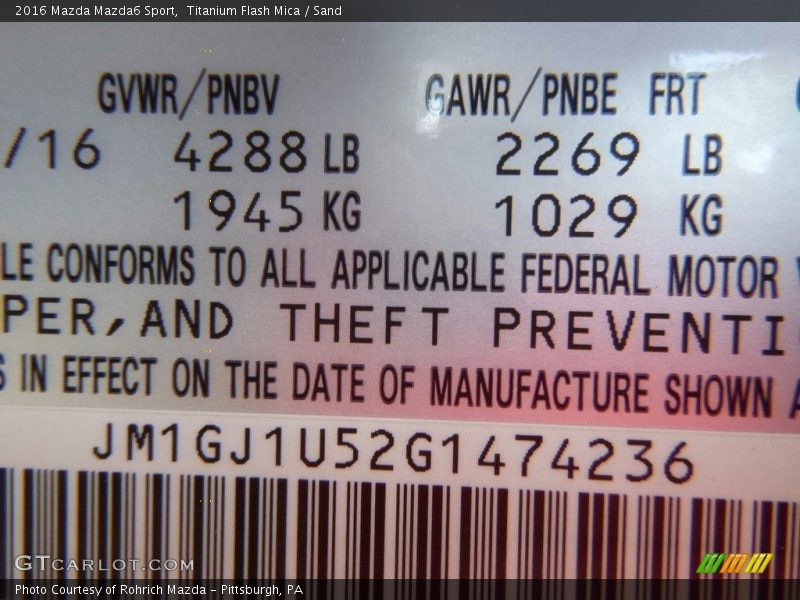 2016 Mazda Mazda6 Sport, Titanium Flash Mica / Sand
GVWR/PNBV GAWR/PNBE FRT
/16 4288 LB 2269 LB
1945 KG 1029 KG
LE CONFORMS TO ALL APPLICABLE FEDERAL MOTOR
PER, AND THEFT PREVENTI
S IN EFFECT ON THE DATE OF MANUFACTURE SHOWN A
JM1GJ1U52G1474236
GTcarlot.com
Photo Courtesy of Rohrich Mazda - Pittsburgh, PA